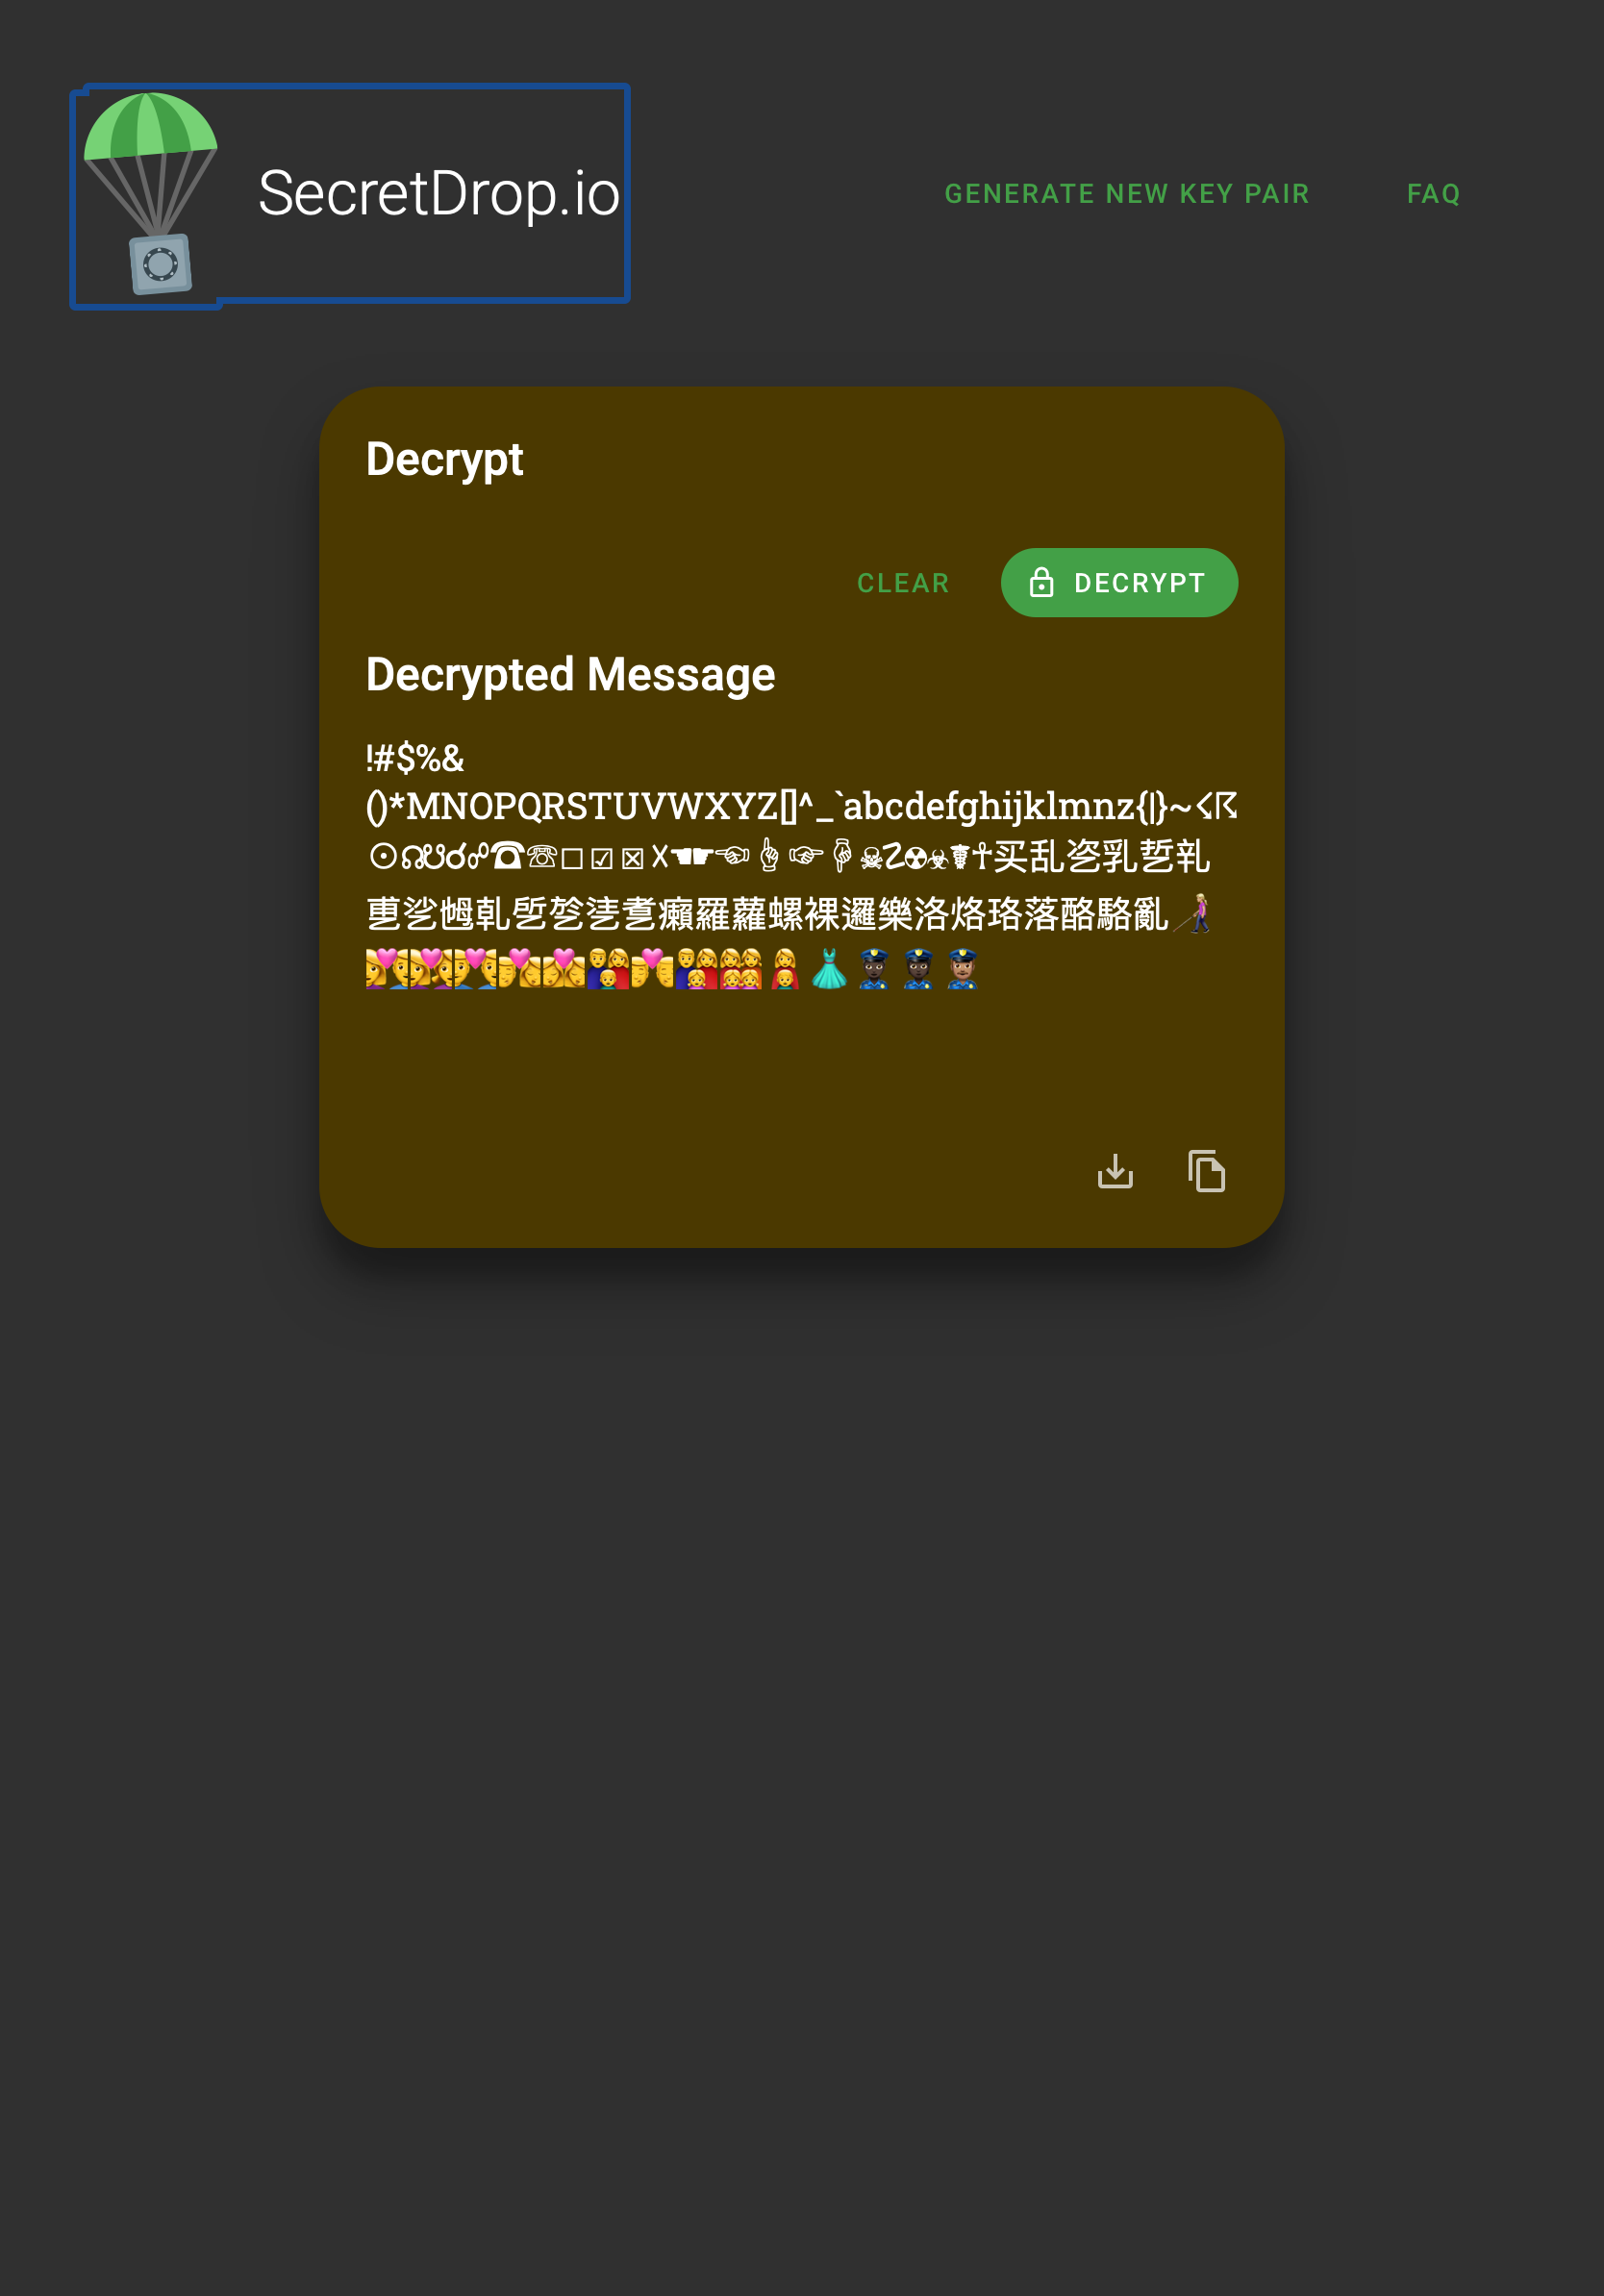 SecretDrop.io
GENERATE NEW KEY PAIR
FAQ
Decrypt
CLEAR
DECRYPT
Decrypted Message
!#$%&
()*MNOPQRSTUVWXYZ[]^_`abcdefghijklmnz{|}~☇☈
☉☊☋☌☍☎☏☐☑☒☓☚☛☜☝☞☟☠☡☢☣☤☥买乱乲乳乴乵
乶乷乸乹乺乻乼乽癩羅蘿螺裸邏樂洛烙珞落酪駱亂👩🏼‍🦯
👩‍❤️‍👨👩‍❤️‍👩👨‍❤️‍👨👨‍❤️‍💋‍👩👩‍❤️‍💋‍👩👨‍👩‍👦👨‍❤️‍💋‍👨👨‍👩‍👧👩‍👩‍👧‍👧👩‍👦👗👮🏿👮🏿‍♀️👮🏽‍♂️